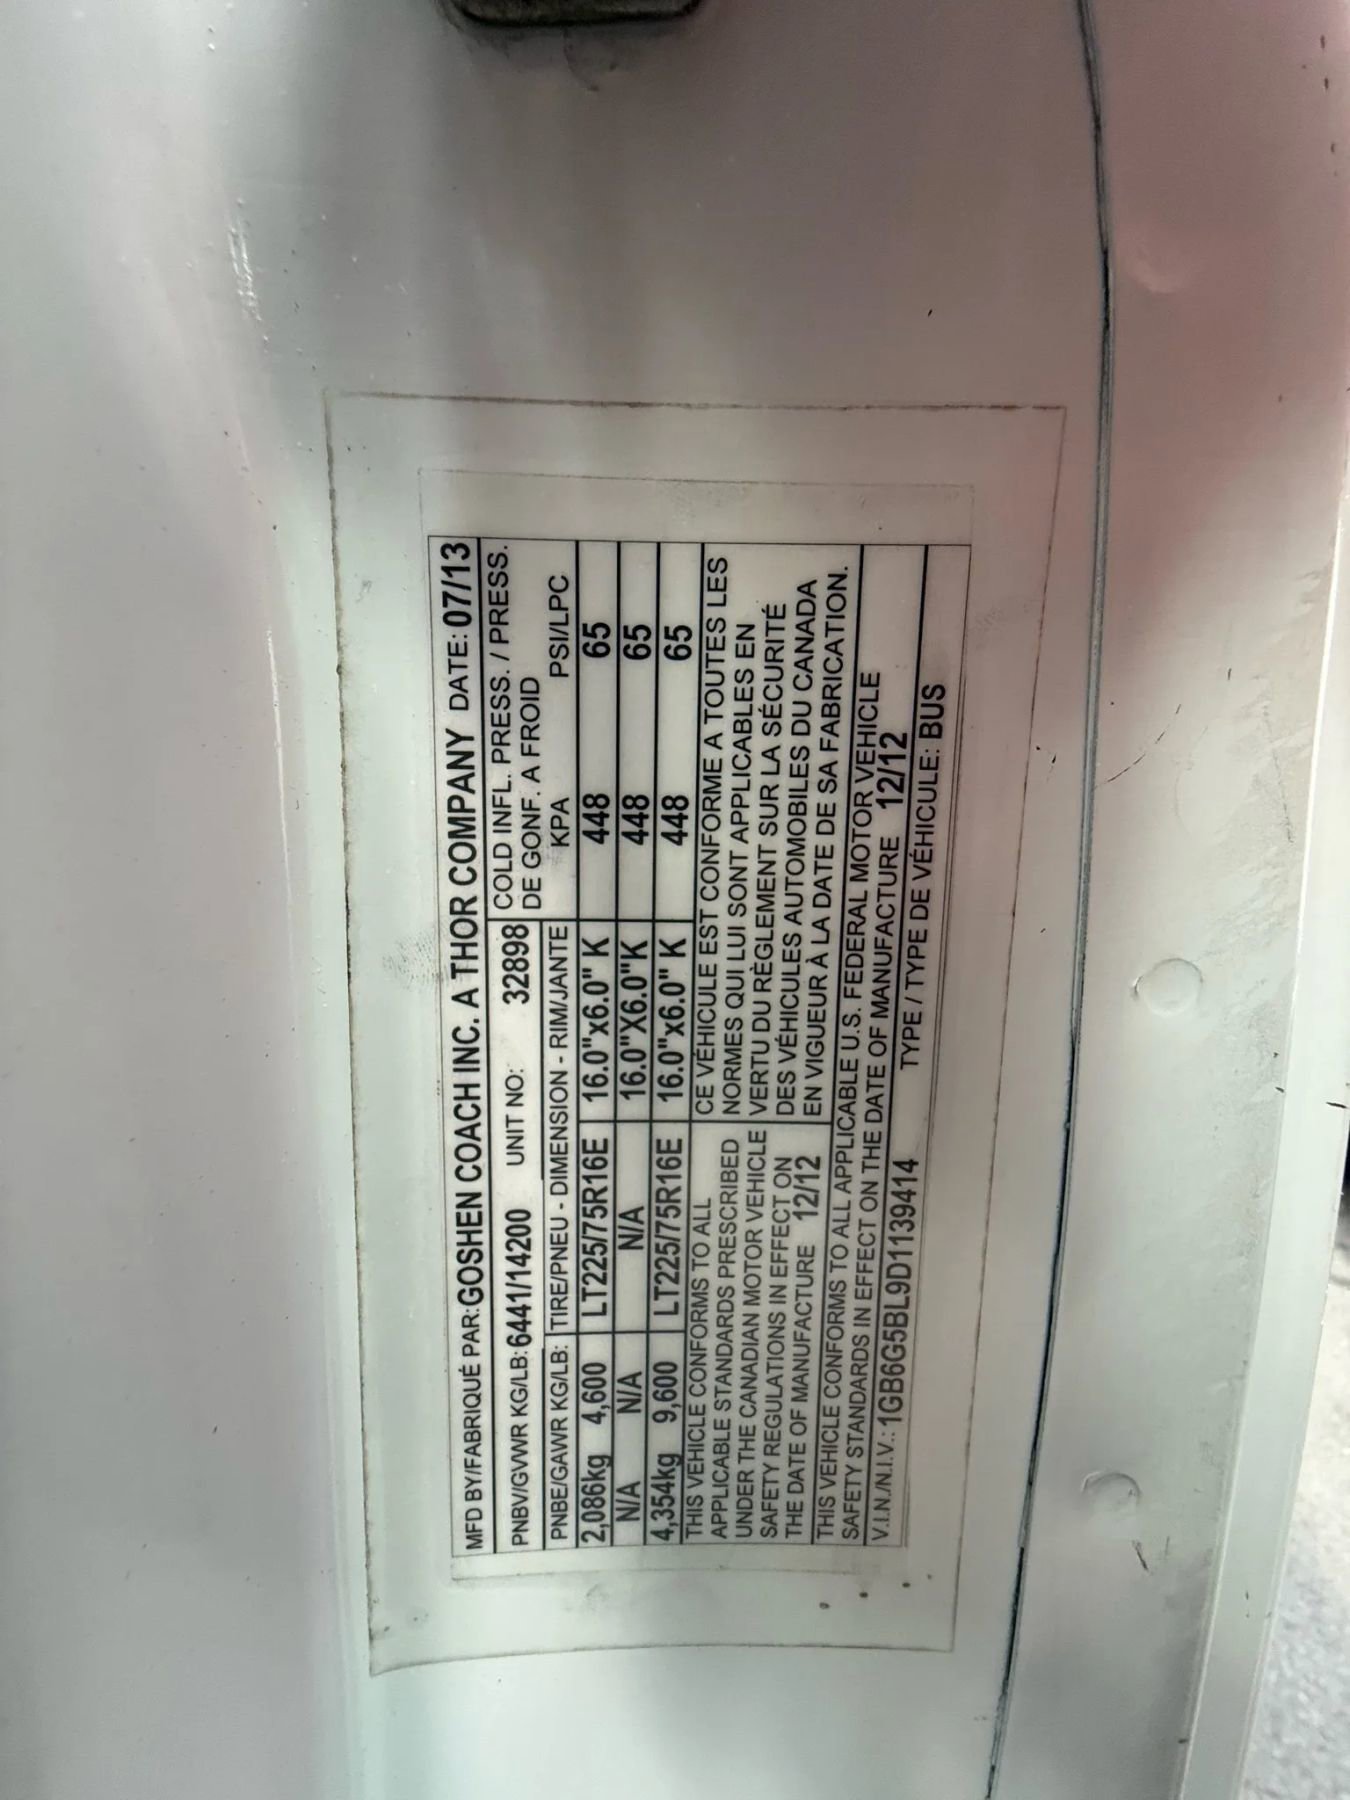 MFD BY/FABRIQUÉ PAR: GOSHEN COACH INC. A THOR COMPANY DATE: 07/13
PNBV/GVWR KG/LB: 6441/14200 UNIT NO: 32898
COLD INFL. PRESS. / PRESS.
DE GONF. A FROID
PNBE/GAWR KG/LB: TIRE/PNEU - DIMENSION - RIM/JANTE KPA PSI/LPC
2,086kg 4,600 LT225/75R16E 16.0"x6.0" K 448 65
N/A N/A N/A 16.0"X6.0"K 448 65
4,354kg 9,600 LT225/75R16E 16.0"x6.0" K 448 65
THIS VEHICLE CONFORMS TO ALL
APPLICABLE STANDARDS PRESCRIBED
UNDER THE CANADIAN MOTOR VEHICLE
SAFETY REGULATIONS IN EFFECT ON
THE DATE OF MANUFACTURE 12/12
CE VÉHICULE EST CONFORME A TOUTES LES
NORMES QUI LUI SONT APPLICABLES EN
VERTU DU RÈGLEMENT SUR LA SÉCURITÉ
DES VÉHICULES AUTOMOBILES DU CANADA
EN VIGUEUR À LA DATE DE SA FABRICATION.
THIS VEHICLE CONFORMS TO ALL APPLICABLE U.S. FEDERAL MOTOR VEHICLE
SAFETY STANDARDS IN EFFECT ON THE DATE OF MANUFACTURE 12/12
V.I.N./N.I.V.: 1GB6G5BL9D1139414 TYPE / TYPE DE VÉHICULE: BUS